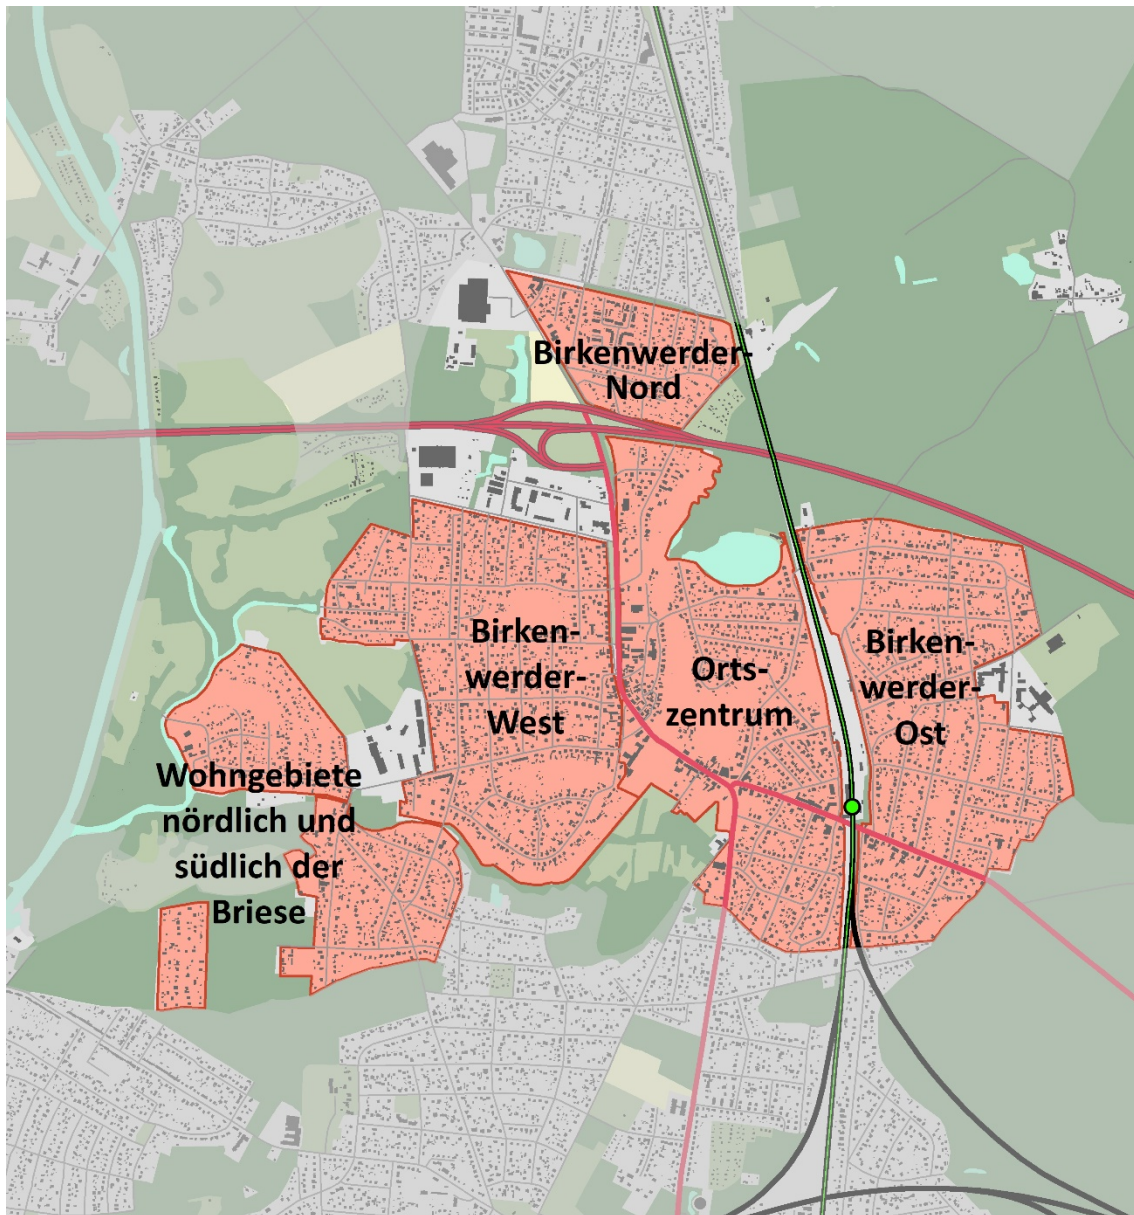 Birkenwerder-
Nord
Birken-
werder-
West
Orts-
zentrum
Birken-
werder-
Ost
Wohngebiete
nördlich und
südlich der
Briese